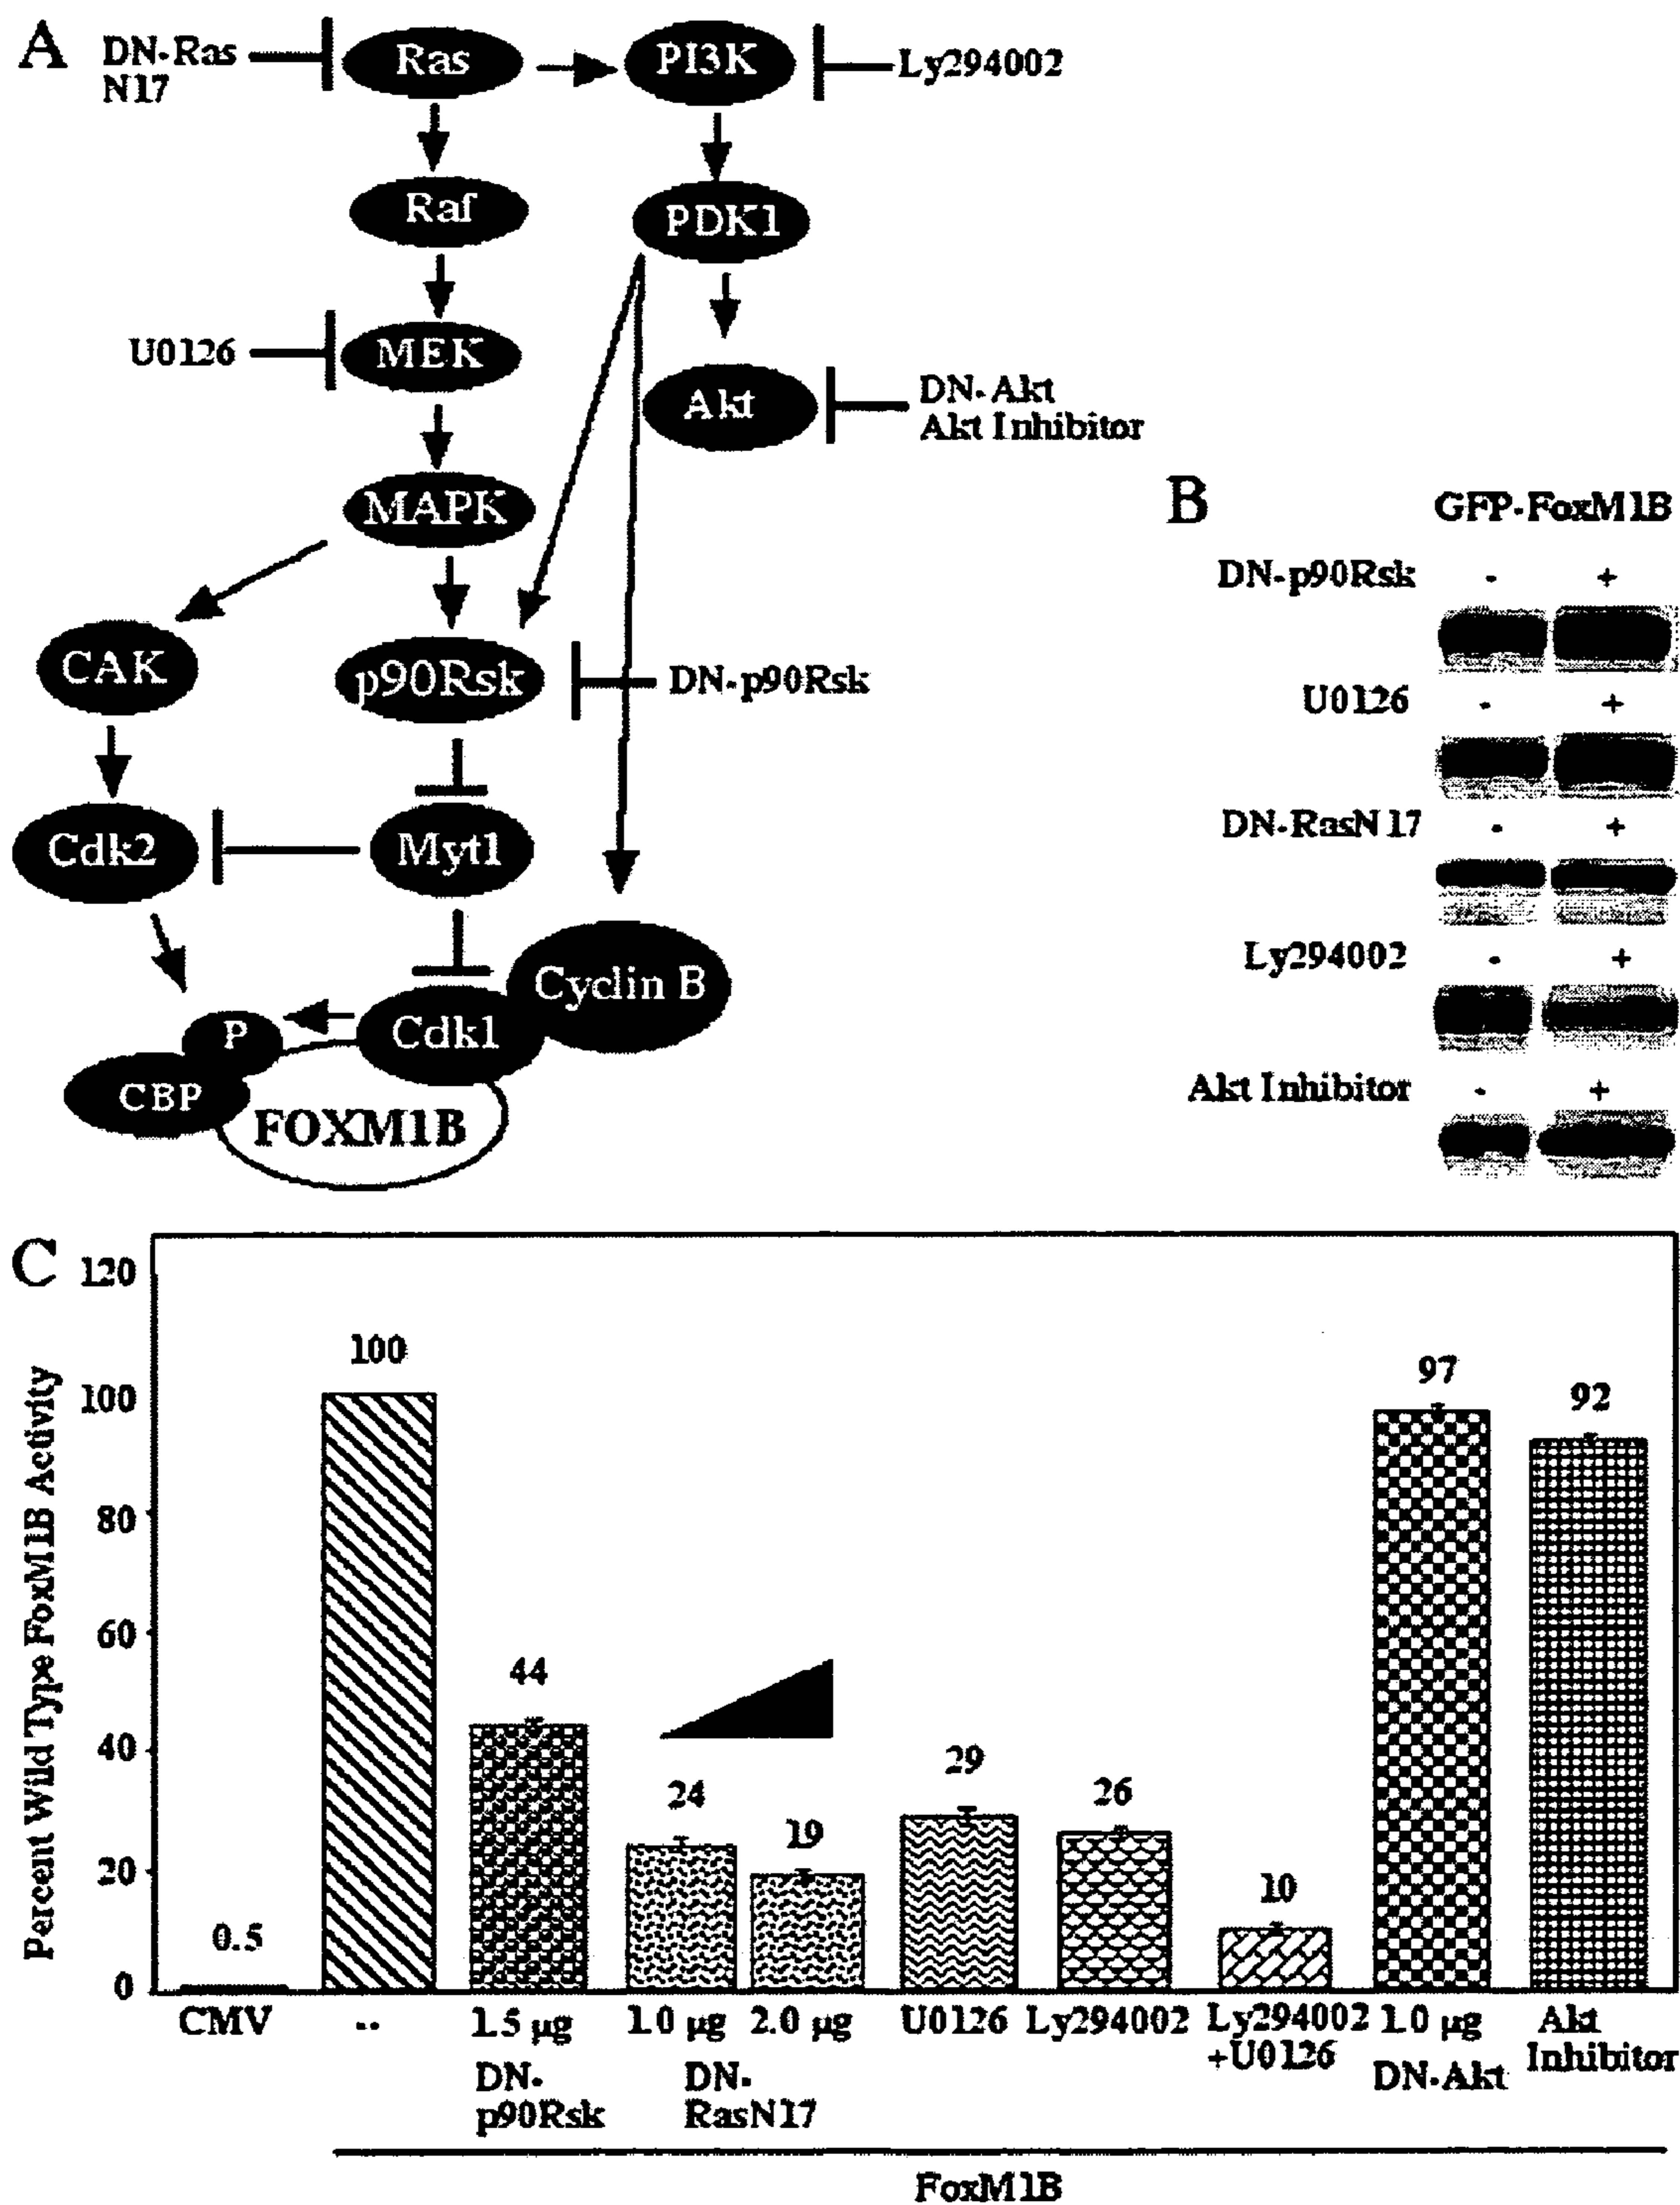 A
DN-Ras
N17
Ras
PI3K
Ly294002
Raf
PDK1
U0126
MEK
Akt
DN-Akt
Akt Inhibitor
MAPK
CAK
p90Rsk
DN-p90Rsk
Cdk2
Myt1
Cyclin B
P
Cdk1
CBP
FOXM1B
B
GFP-FoxM1B
DN-p90Rsk - +
U0126 - +
DN-RasN17 - +
Ly294002 - +
Akt Inhibitor - +
C
Percent Wild Type FoxM1B Activity
120
100
80
60
40
20
0
0.5
100
44
24
19
29
26
10
97
92
CMV -- 1.5 µg 1.0 µg 2.0 µg U0126 Ly294002 Ly294002 1.0 µg Akt
+U0126 Inhibitor
DN- DN- DN-Akt
p90Rsk RasN17
FoxM1B